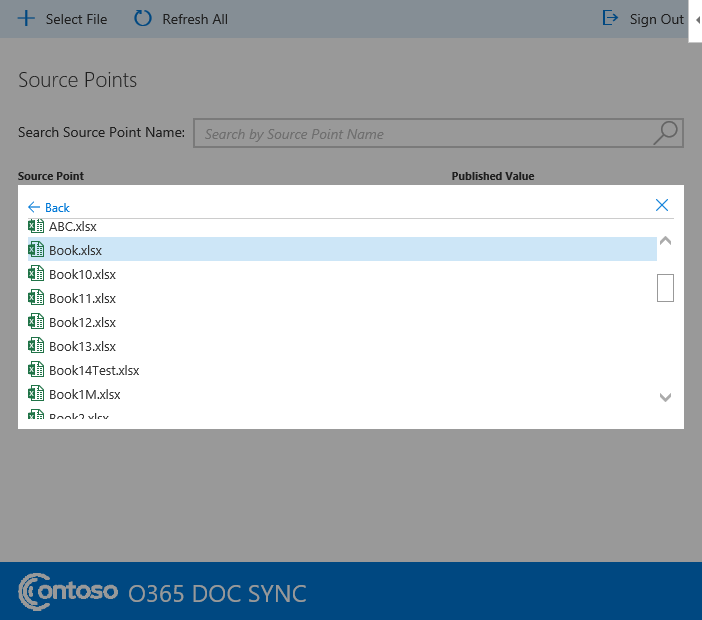 Select File Refresh All Sign Out
Source Points
Search Source Point Name: Search by Source Point Name
Source Point Published Value
Back
ABC.xlsx
Book.xlsx
Book10.xlsx
Book11.xlsx
Book12.xlsx
Book13.xlsx
Book14Test.xlsx
Book1M.xlsx
Book2.xlsx
Contoso O365 DOC SYNC